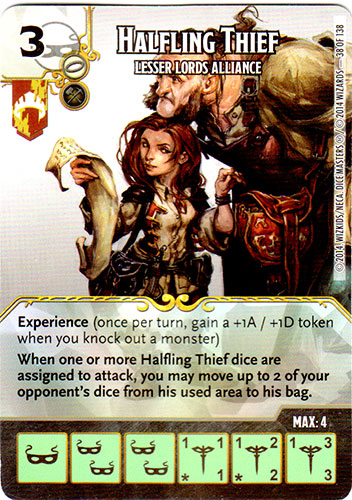 3
HALFLING THIEF
LESSER LORDS ALLIANCE
0
© 2014 WIZKIDS/NECA. DICE MASTERS ©/© 2014 WIZARDS — 38 OF 138
Experience (once per turn, gain a +1A / +1D token
when you knock out a monster)
When one or more Halfling Thief dice are
assigned to attack, you may move up to 2 of your
opponent's dice from his used area to his bag.
MAX: 4
1 * 1 1
1 * 2 2
1 3 3